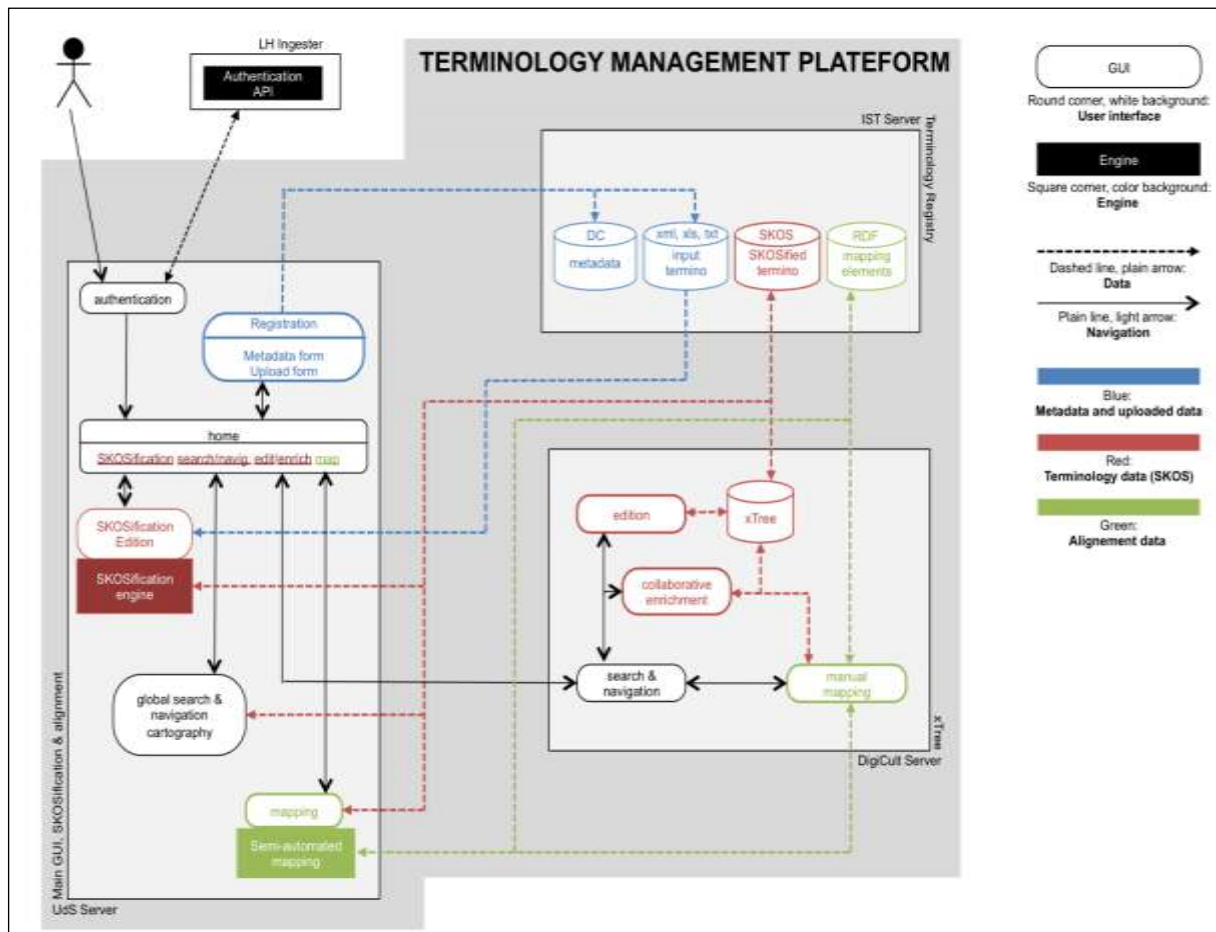 LH Ingester
Authentication
API
TERMINOLOGY MANAGEMENT PLATEFORM
IST Server
Terminology Registry
DC
metadata
xml, xls, txt
input
termino
SKOS
SKOSified
termino
RDF
mapping
elements
authentication
Registration
Metadata form
Upload form
home
SKOSification search/navig. edit/enrich map
SKOSification
Edition
SKOSification
engine
global search &
navigation
cartography
mapping
Semi-automated
mapping
Main GUI, SKOSification & alignment
UdS Server
edition
xTree
collaborative
enrichment
search &
navigation
manual
mapping
xTree
DigiCult Server
GUI
Round corner, white background:
User interface
Engine
Square corner, color background:
Engine
Dashed line, plain arrow:
Data
Plain line, light arrow:
Navigation
Blue:
Metadata and uploaded data
Red:
Terminology data (SKOS)
Green:
Alignement data